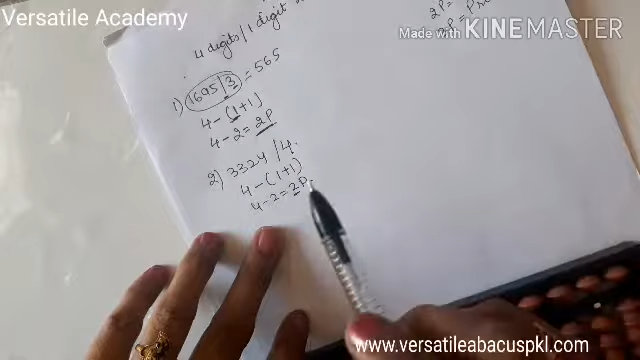 Versatile Academy
4 digits/1 digit
2P=
Made with KINEMASTER
1) 1695/3 = 565
4-(1+1)
4-2=2P
2) 3324/4.
4-(1+1)
4-2=2P.
www.versatileabacuspkl.com